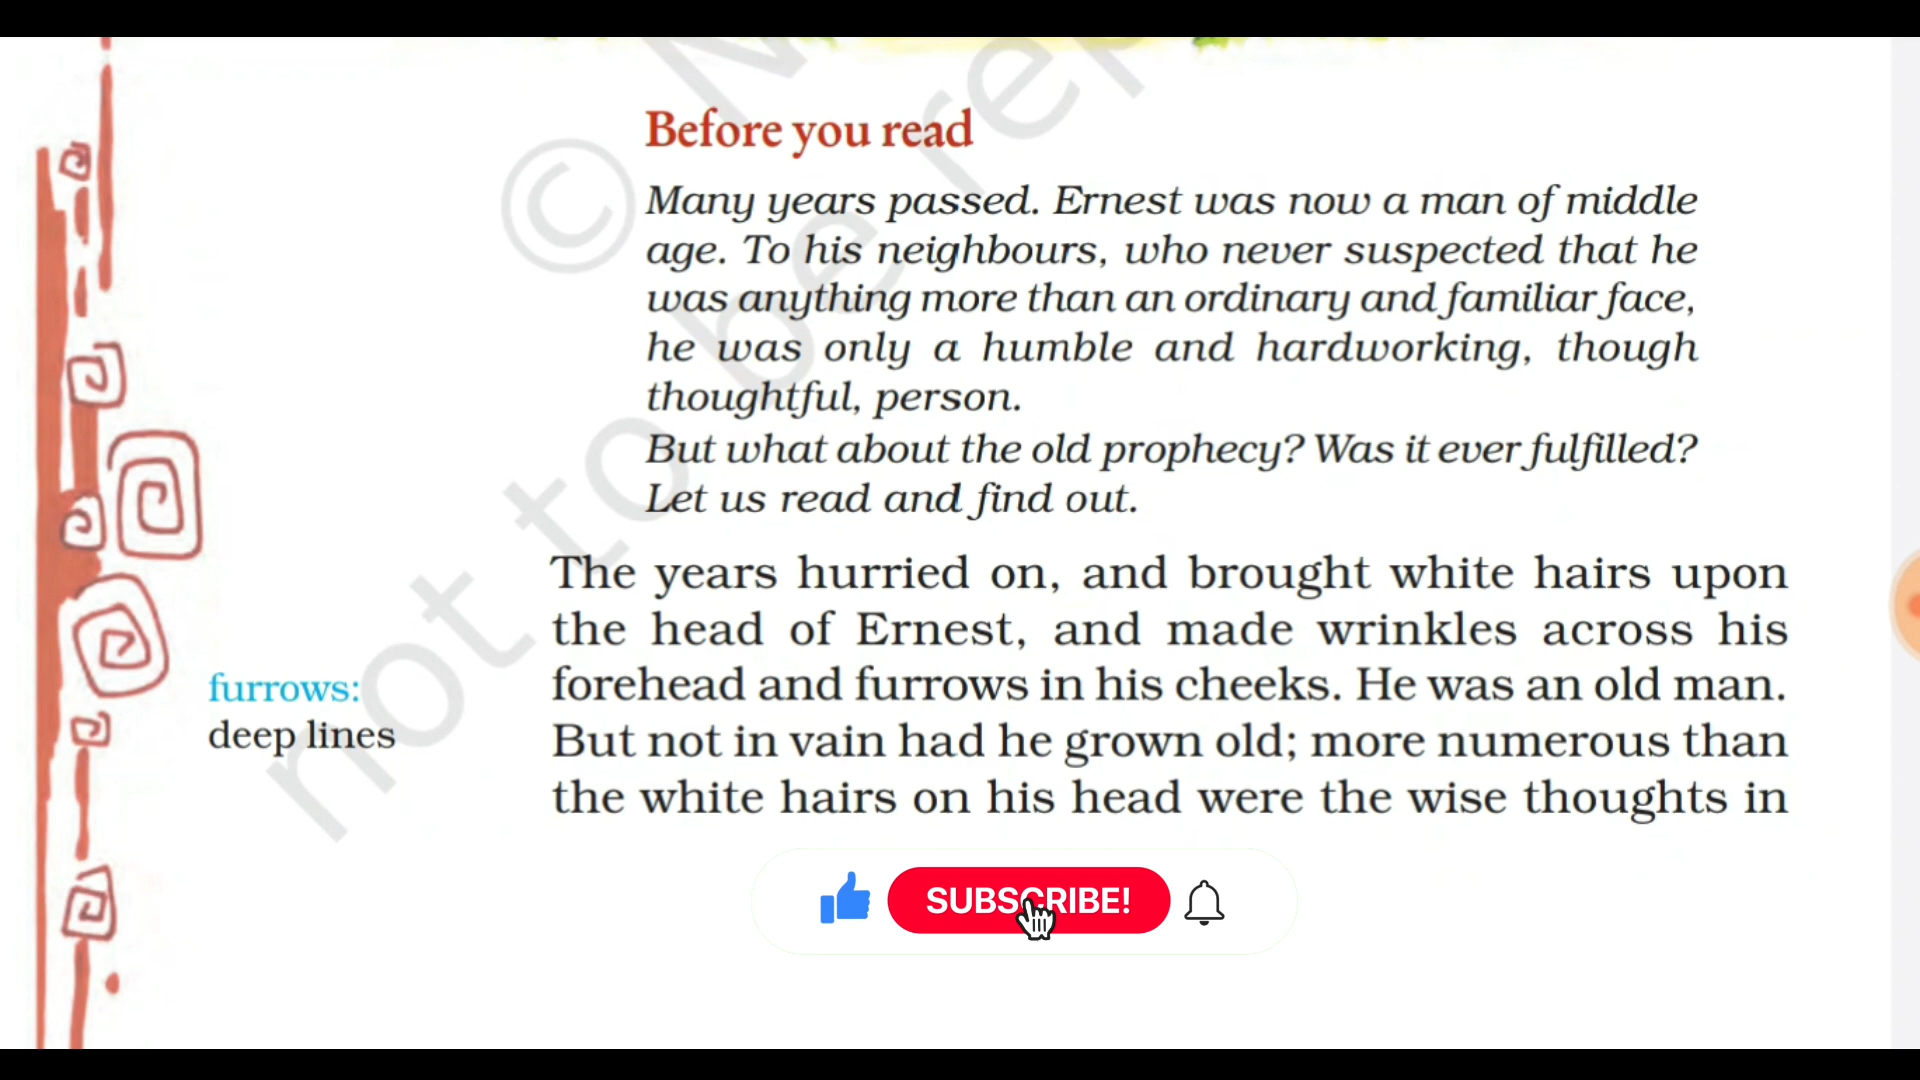 Before you read
Many years passed. Ernest was now a man of middle
age. To his neighbours, who never suspected that he
was anything more than an ordinary and familiar face,
he was only a humble and hardworking, though
thoughtful, person.
But what about the old prophecy? Was it ever fulfilled?
Let us read and find out.
The years hurried on, and brought white hairs upon
the head of Ernest, and made wrinkles across his
forehead and furrows in his cheeks. He was an old man.
But not in vain had he grown old; more numerous than
the white hairs on his head were the wise thoughts in
furrows:
deep lines
© N
not to be rep
SUBSCRIBE!